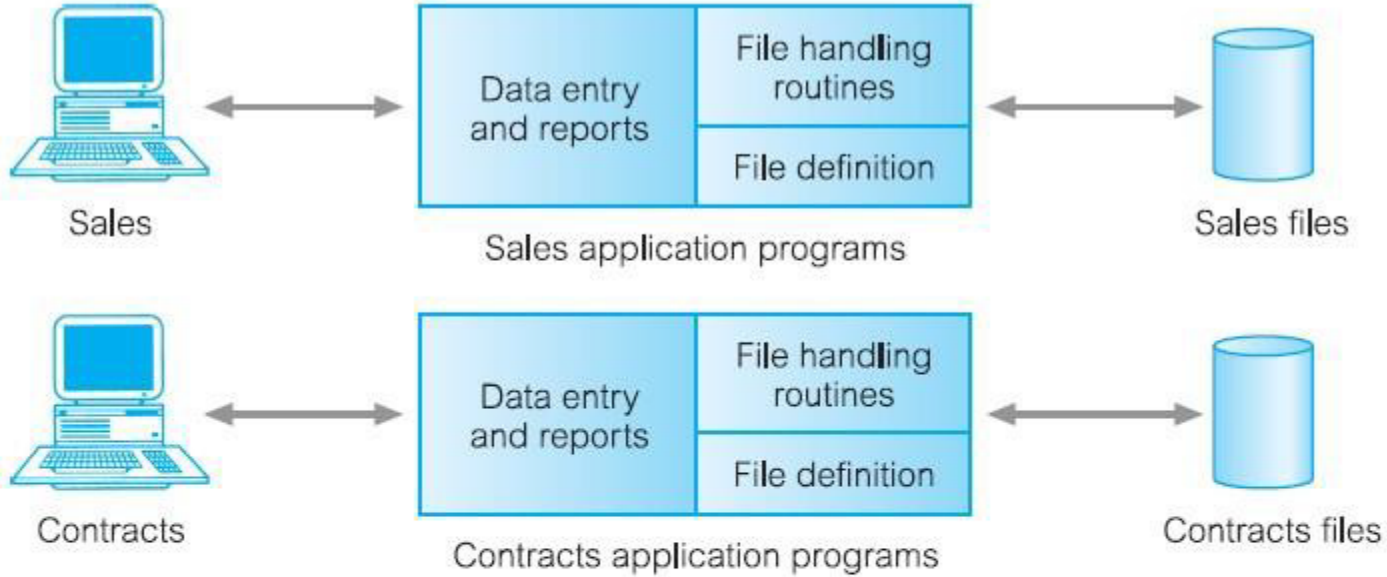 Sales
Data entry
and reports
File handling
routines
File definition
Sales files
Sales application programs
Contracts
Data entry
and reports
File handling
routines
File definition
Contracts files
Contracts application programs